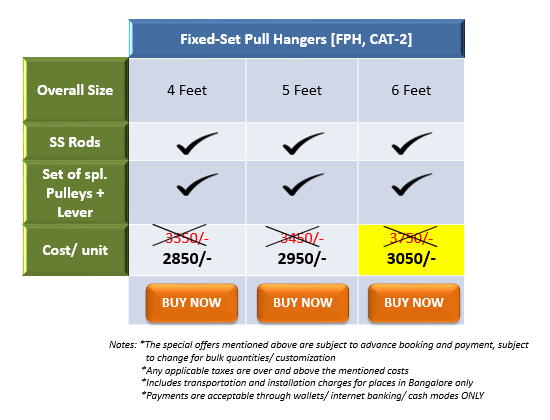 Fixed-Set Pull Hangers [FPH, CAT-2]
Overall Size 4 Feet 5 Feet 6 Feet
SS Rods
Set of spl.
Pulleys +
Lever
Cost/ unit
3350/- 3450/- 3750/-
2850/- 2950/- 3050/-
BUY NOW BUY NOW BUY NOW
Notes: *The special offers mentioned above are subject to advance booking and payment, subject
to change for bulk quantities/ customization
*Any applicable taxes are over and above the mentioned costs
*Includes transportation and installation charges for places in Bangalore only
*Payments are acceptable through wallets/ internet banking/ cash modes ONLY